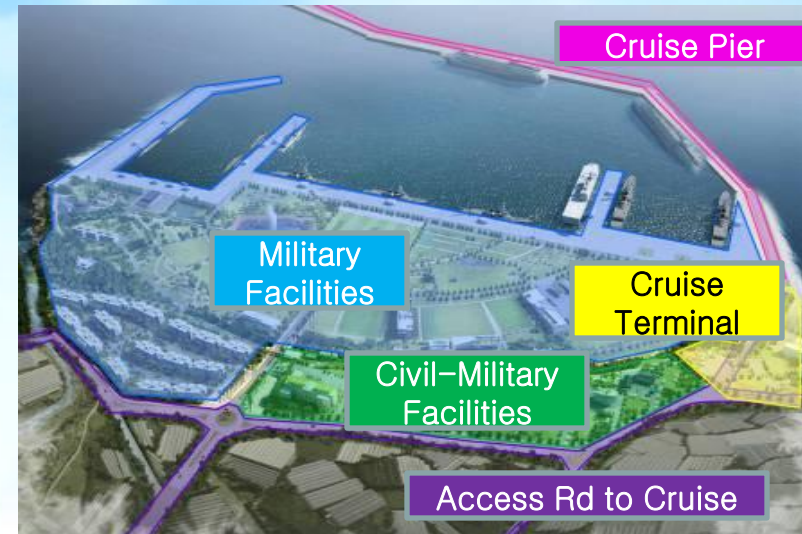 Cruise Pier
Military
Facilities
Cruise
Terminal
Civil-Military
Facilities
Access Rd to Cruise